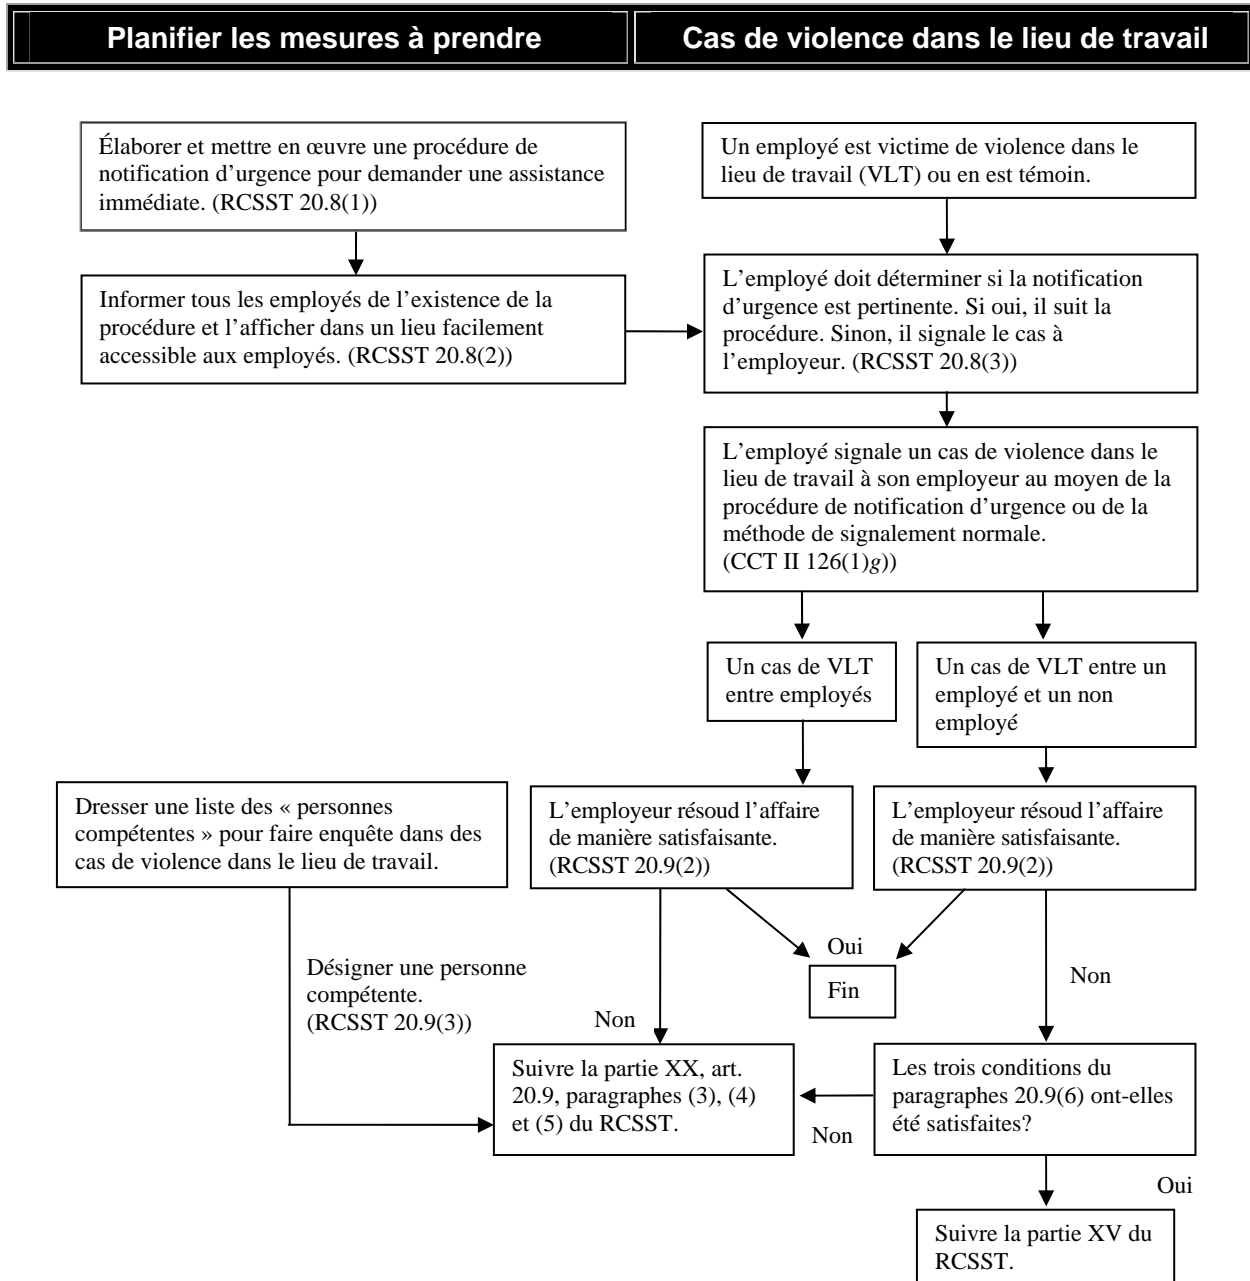 Planifier les mesures à prendre
Cas de violence dans le lieu de travail
Élaborer et mettre en œuvre une procédure de
notification d’urgence pour demander une assistance
immédiate. (RCSST 20.8(1))
Un employé est victime de violence dans le
lieu de travail (VLT) ou en est témoin.
Informer tous les employés de l’existence de la
procédure et l’afficher dans un lieu facilement
accessible aux employés. (RCSST 20.8(2))
L’employé doit déterminer si la notification
d’urgence est pertinente. Si oui, il suit la
procédure. Sinon, il signale le cas à
l’employeur. (RCSST 20.8(3))
L’employé signale un cas de violence dans le
lieu de travail à son employeur au moyen de la
procédure de notification d’urgence ou de la
méthode de signalement normale.
(CCT II 126(1)g))
Un cas de VLT
entre employés
Un cas de VLT entre un
employé et un non
employé
Dresser une liste des « personnes
compétentes » pour faire enquête dans des
cas de violence dans le lieu de travail.
L’employeur résoud l’affaire
de manière satisfaisante.
(RCSST 20.9(2))
L’employeur résoud l’affaire
de manière satisfaisante.
(RCSST 20.9(2))
Désigner une personne
compétente.
(RCSST 20.9(3))
Oui
Fin
Non
Non
Suivre la partie XX, art.
20.9, paragraphes (3), (4)
et (5) du RCSST.
Non
Les trois conditions du
paragraphes 20.9(6) ont-elles
été satisfaites?
Oui
Suivre la partie XV du
RCSST.